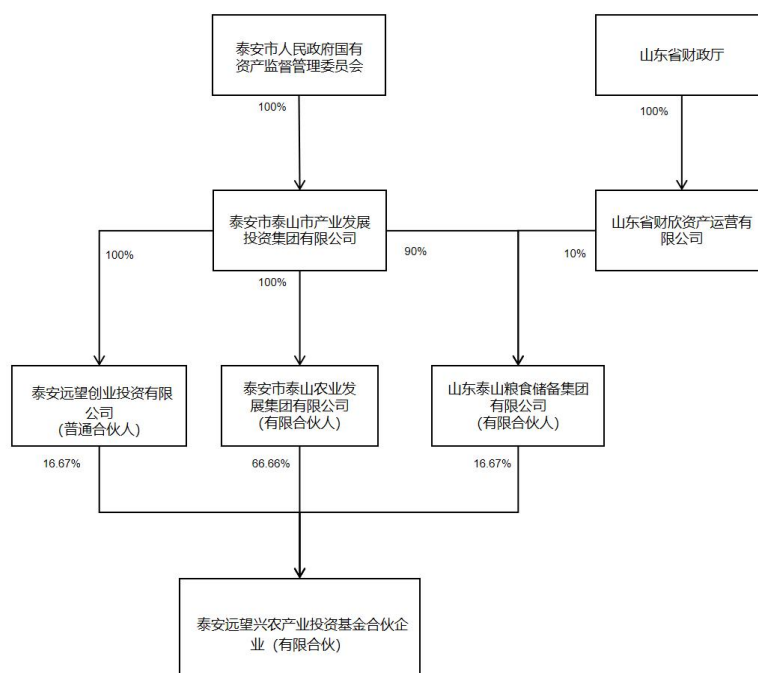 泰安市人民政府国有
资产监督管理委员会
山东省财政厅
100%
100%
泰安市泰山市产业发展
投资集团有限公司
山东省财欣资产运营有
限公司
100%
100%
90%
10%
泰安远望创业投资有限
公司
(普通合伙人)
泰安市泰山农业发
展集团有限公司
(有限合伙人)
山东泰山粮食储备集团
有限公司
(有限合伙人)
16.67%
66.66%
16.67%
泰安远望兴农产业投资基金合伙企
业（有限合伙）